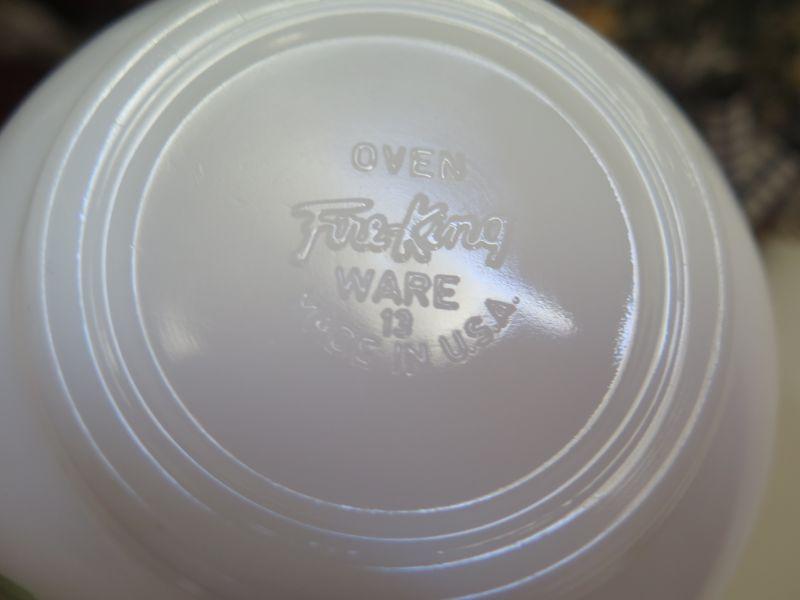 OVEN
Fire-King
WARE
13
MADE IN U.S.A.